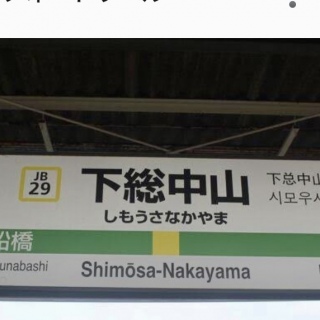 JB
29
下総中山
しもうさなかやま
下总中山
시모우사
船橋
unabashi
Shimōsa-Nakayama